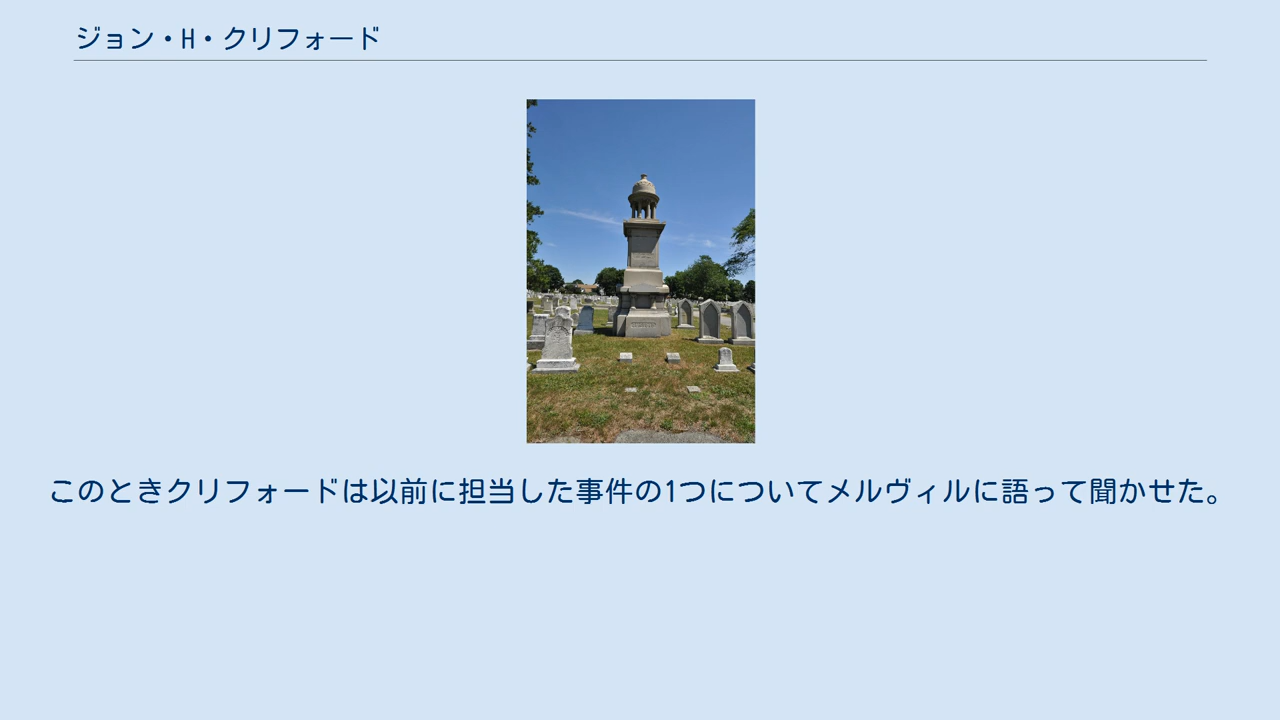 ジョン・H・クリフォード
このときクリフォードは以前に担当した事件の1つについてメルヴィルに語って聞かせた。